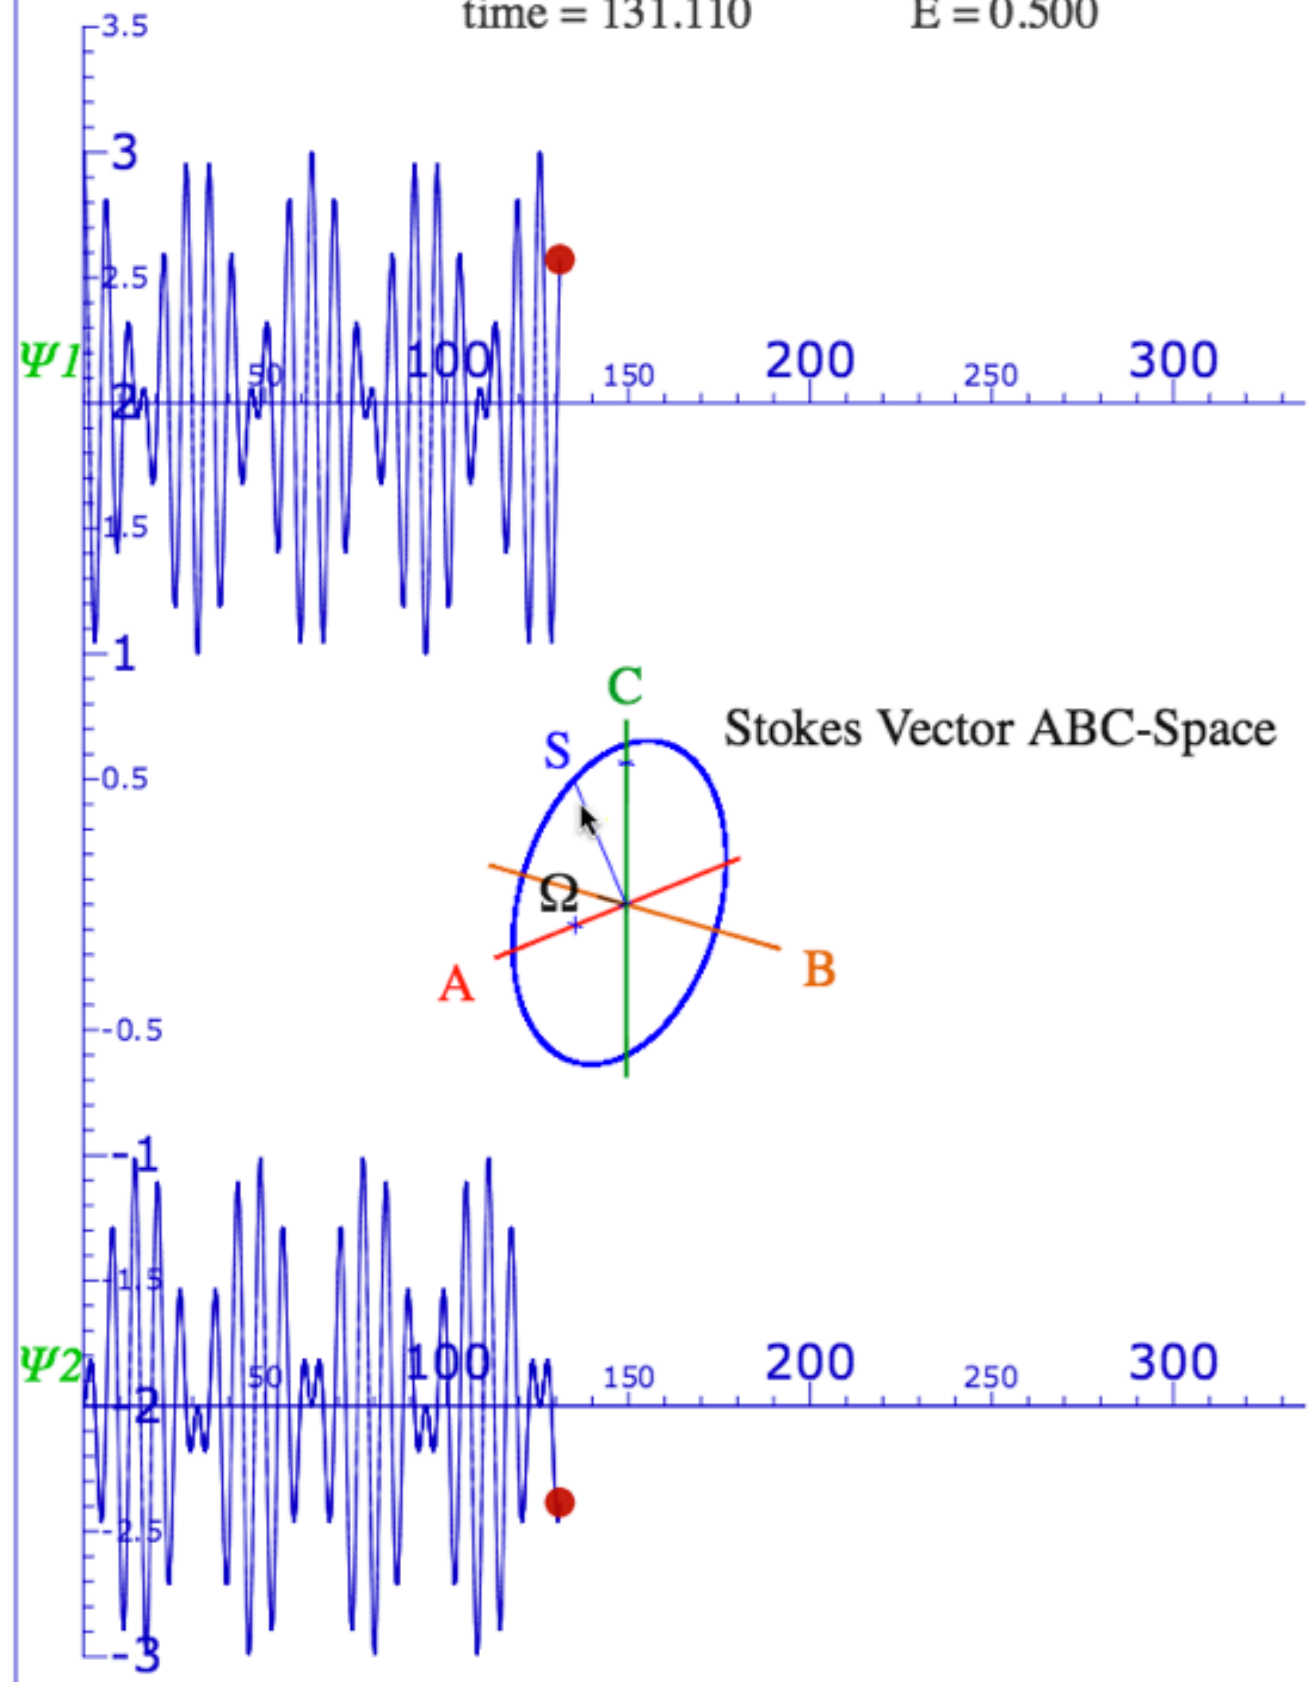 time = 131.110 E = 0.500
3.5
3
2.5
Ψ1
50 100 150 200 250 300
2
1.5
1
C
Stokes Vector ABC-Space
S
0.5
Ω
A
B
-0.5
-1
-1.5
Ψ2
50 100 150 200 250 300
-2
-2.5
-3